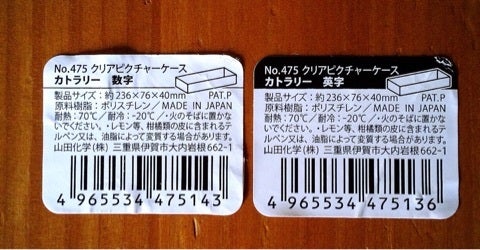 No.475 クリアピクチャーケース
カトラリー 数字
製品サイズ：約236×76×40mm PAT.P
原料樹脂：ポリスチレン／MADE IN JAPAN
耐熱：70℃／耐冷：-20℃／・火のそばに置かな
いでください。・レモン等、柑橘類の皮に含まれるテ
ルペン又は、油脂によって変質する場合があります。
山田化学(株) 三重県伊賀市大内岩根662-1
4 965534 475143
No.475 クリアピクチャーケース
カトラリー 英字
製品サイズ：約236×76×40mm PAT.P
原料樹脂：ポリスチレン／MADE IN JAPAN
耐熱：70℃／耐冷：-20℃／・火のそばに置かな
いでください。・レモン等、柑橘類の皮に含まれるテ
ルペン又は、油脂によって変質する場合があります。
山田化学(株) 三重県伊賀市大内岩根662-1
4 965534 475136